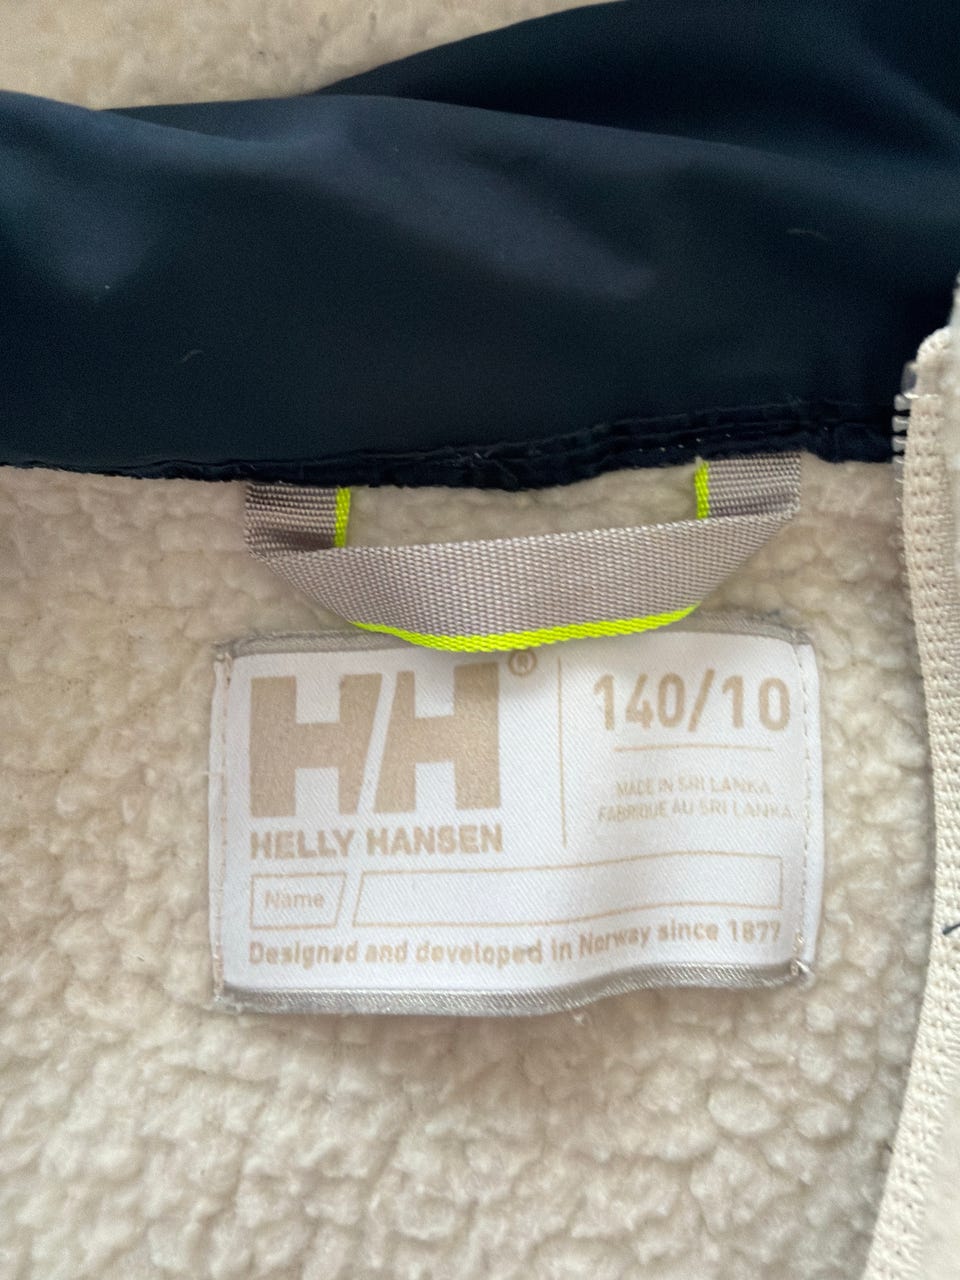 HH®
HELLY HANSEN
140/10
MADE IN SRI LANKA
FABRIQUE AU SRI LANKA
Name
Designed and developed in Norway since 1877